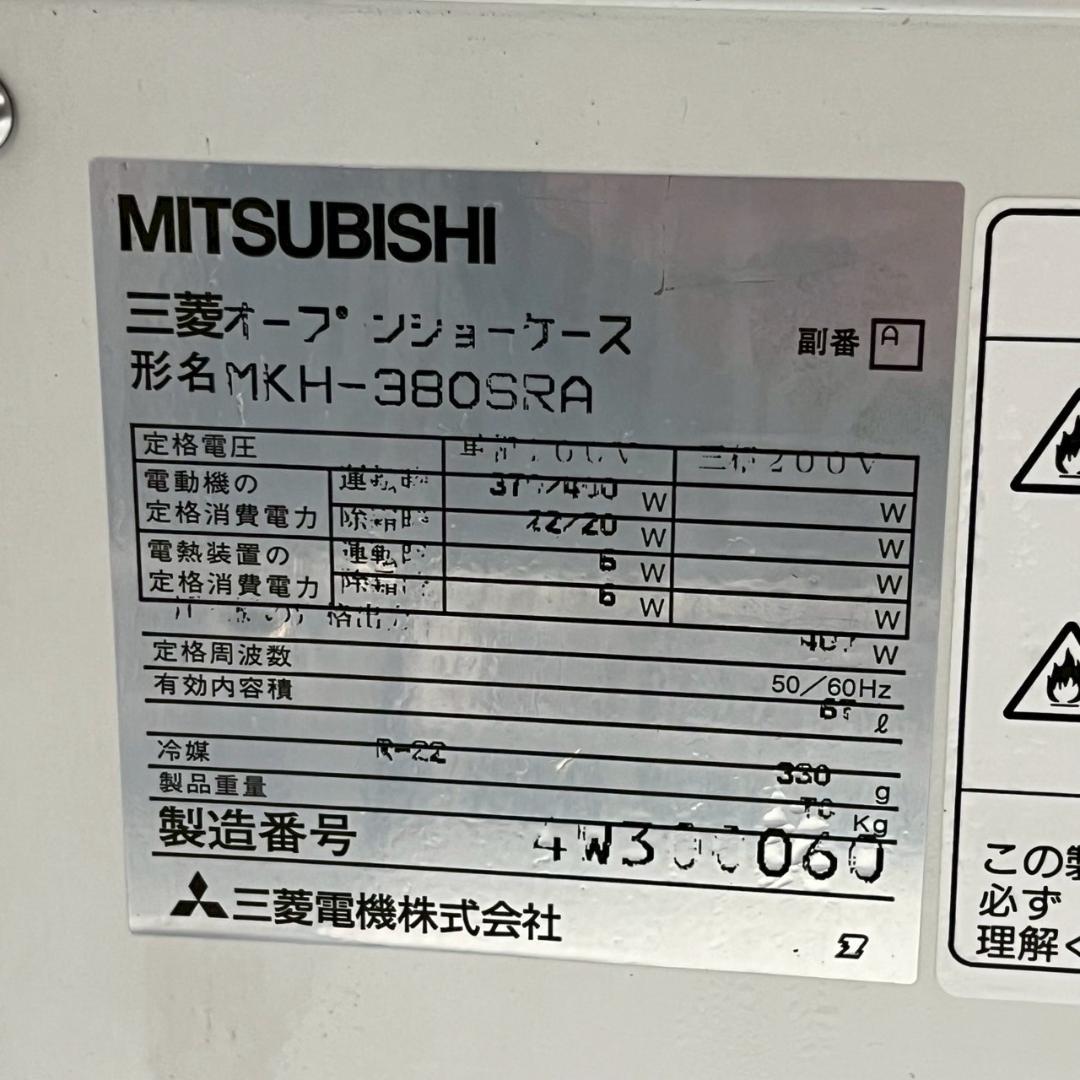 MITSUBISHI
三菱オープンショーケース
副番 A
形名 MKH-380SRA
定格電圧 三相200V
電動機の 運転時 W W
定格消費電力 除霜時 22/20 W W
電熱装置の 運転時 6 W W
定格消費電力 除霜時 6 W W
W
定格周波数 50/60Hz
有効内容積 ℓ
冷媒 R-22 330 g
製品重量 Kg
製造番号 4W300060
三菱電機株式会社
この製
必ず
理解く